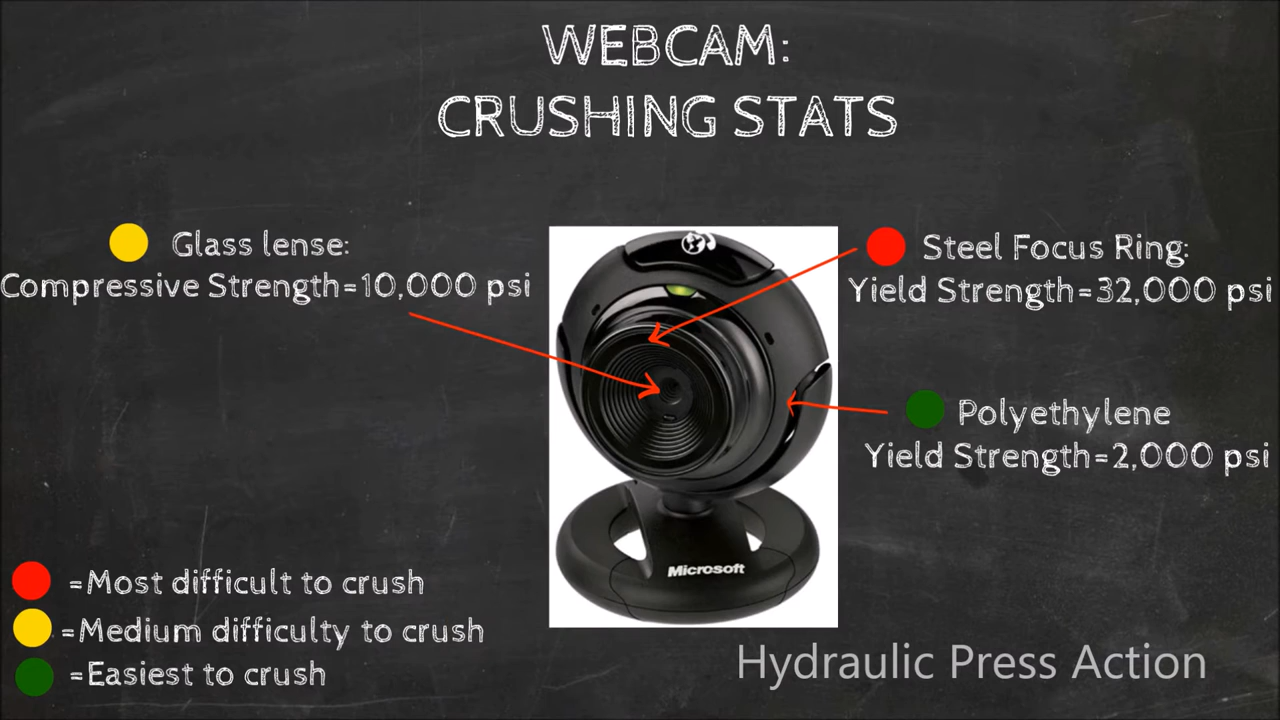 WEBCAM:
CRUSHING STATS
Glass lense:
Compressive Strength=10,000 psi
Steel Focus Ring:
Yield Strength=32,000 psi
Polyethylene
Yield Strength=2,000 psi
Microsoft
=Most difficult to crush
=Medium difficulty to crush
=Easiest to crush
Hydraulic Press Action